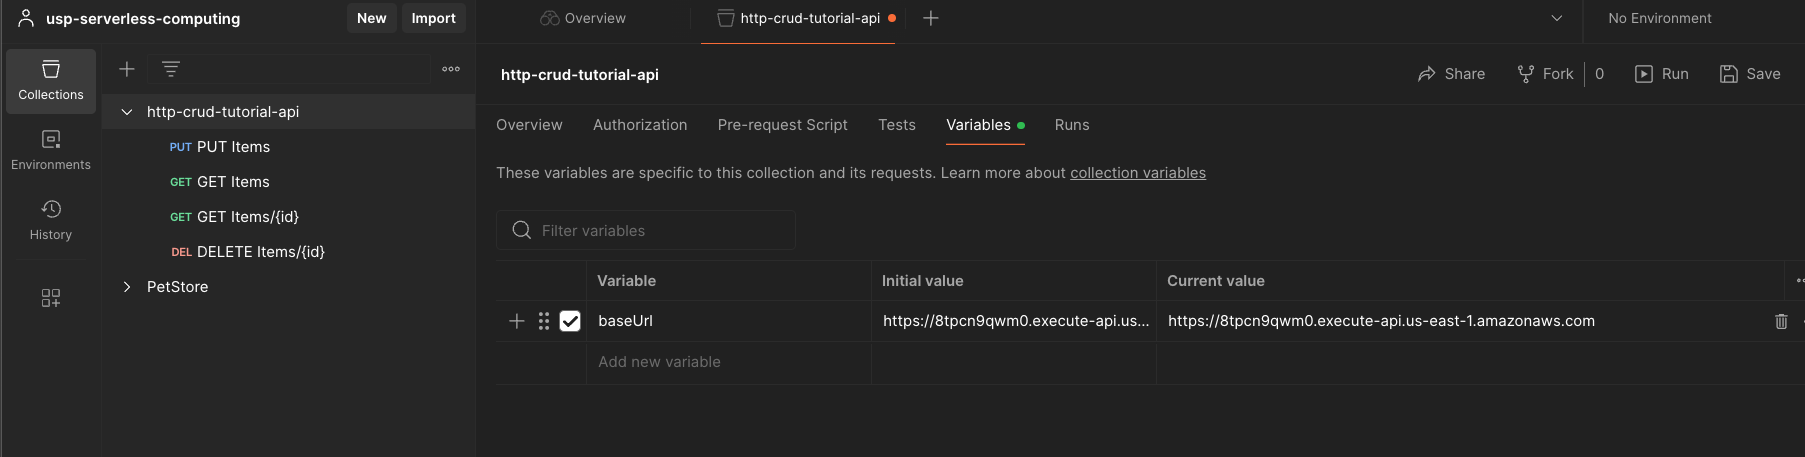 usp-serverless-computing
New
Import
Overview
http-crud-tutorial-api
No Environment
Collections
Environments
History
http-crud-tutorial-api
PUT PUT Items
GET GET Items
GET GET Items/{id}
DEL DELETE Items/{id}
PetStore
http-crud-tutorial-api
Share
Fork
0
Run
Save
Overview
Authorization
Pre-request Script
Tests
Variables
Runs
These variables are specific to this collection and its requests. Learn more about collection variables
Filter variables
Variable
Initial value
Current value
baseUrl
https://8tpcn9qwm0.execute-api.us...
https://8tpcn9qwm0.execute-api.us-east-1.amazonaws.com
Add new variable